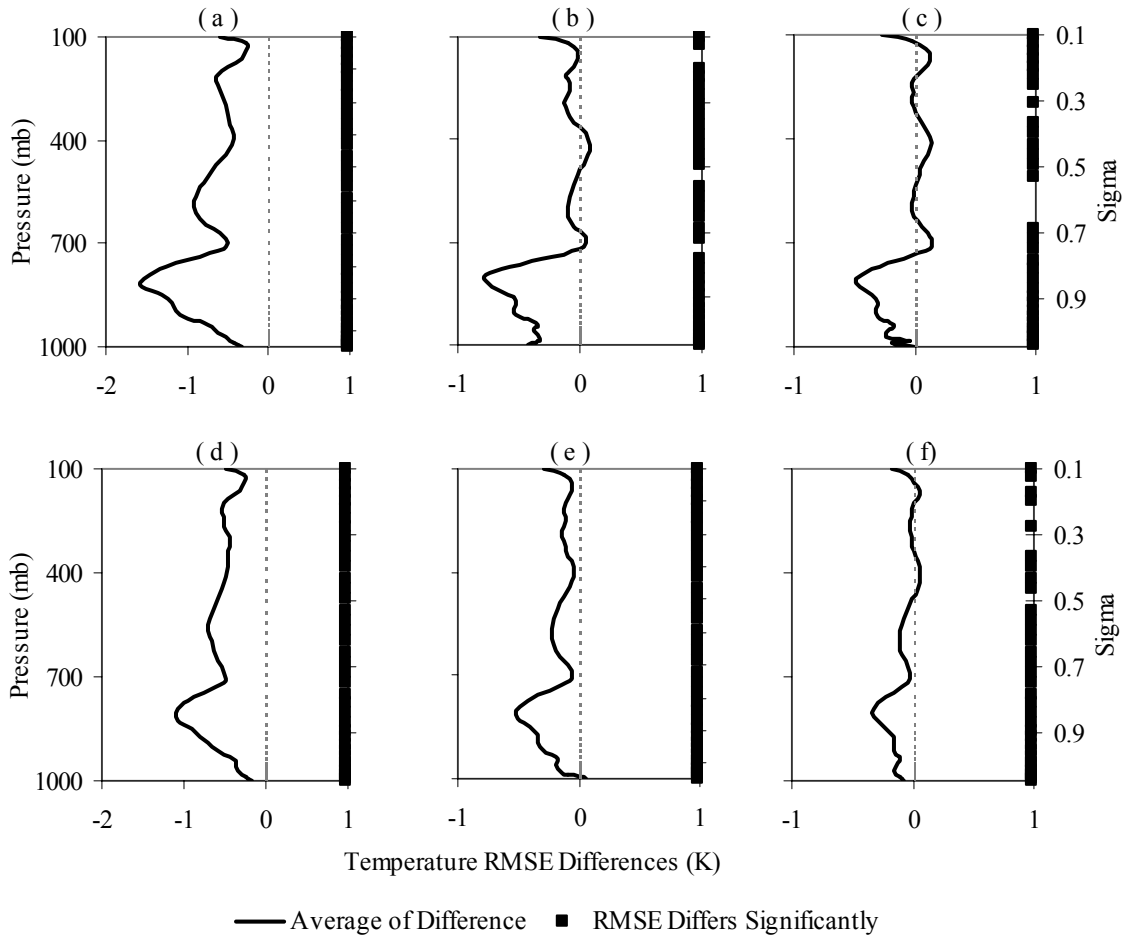 ( a )
( b )
( c )
100
400
700
1000
Pressure (mb)
0.1
0.3
0.5
0.7
0.9
Sigma
-2 -1 0 1
-1 0 1
-1 0 1
( d )
( e )
( f )
100
400
700
1000
Pressure (mb)
0.1
0.3
0.5
0.7
0.9
Sigma
-2 -1 0 1
-1 0 1
-1 0 1
Temperature RMSE Differences (K)
Average of Difference
RMSE Differs Significantly